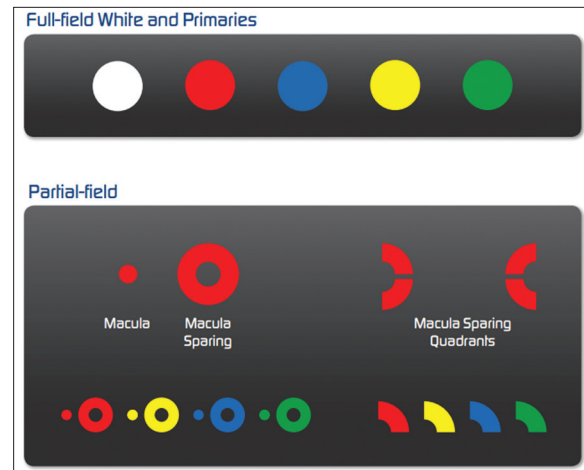 Full-field White and Primaries
Partial-field
Macula
Macula
Sparing
Macula Sparing
Quadrants